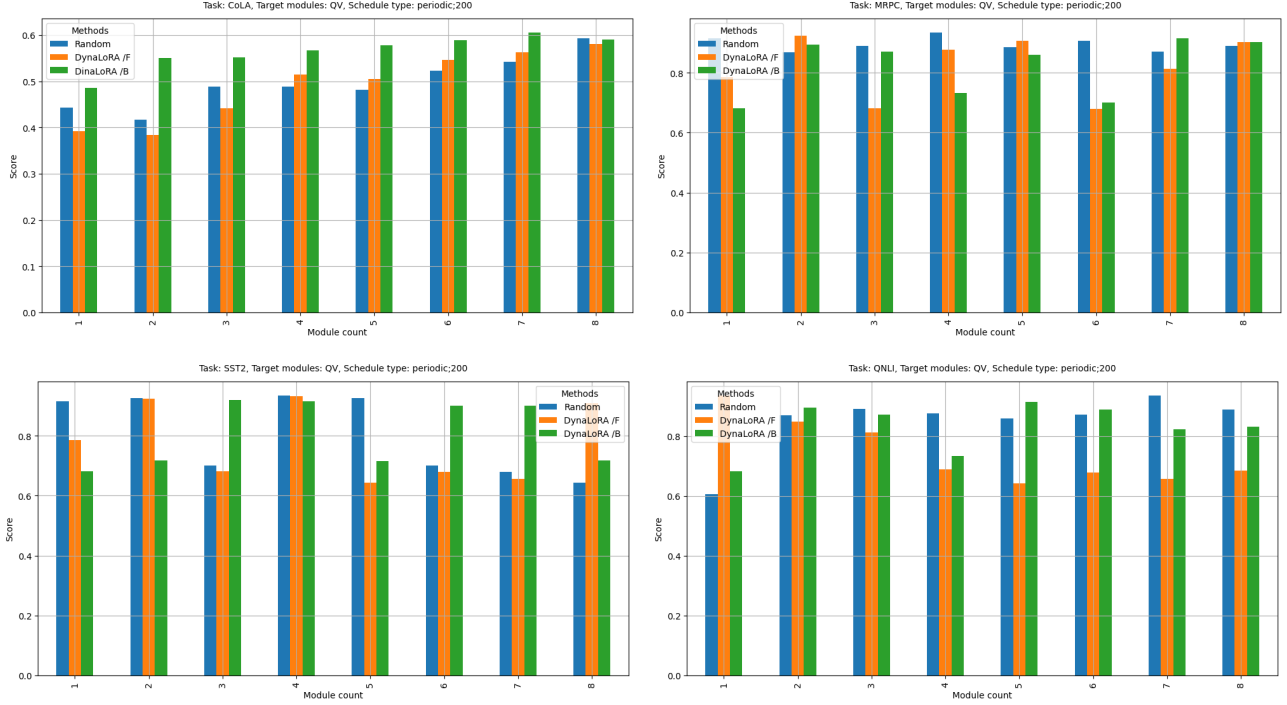 Task: CoLA, Target modules: QV, Schedule type: periodic;200
Methods
Random
DynaLoRA /F
DinaLoRA /B
Score
0.6
0.5
0.4
0.3
0.2
0.1
0.0
1 2 3 4 5 6 7 8
Module count
Task: MRPC, Target modules: QV, Schedule type: periodic;200
Methods
Random
DynaLoRA /F
DynaLoRA /B
Score
0.8
0.6
0.4
0.2
0.0
1 2 3 4 5 6 7 8
Module count
Task: SST2, Target modules: QV, Schedule type: periodic;200
Methods
Random
DynaLoRA /F
DynaLoRA /B
Score
0.8
0.6
0.4
0.2
0.0
1 2 3 4 5 6 7 8
Module count
Task: QNLI, Target modules: QV, Schedule type: periodic;200
Methods
Random
DynaLoRA /F
DynaLoRA /B
Score
0.8
0.6
0.4
0.2
0.0
1 2 3 4 5 6 7 8
Module count